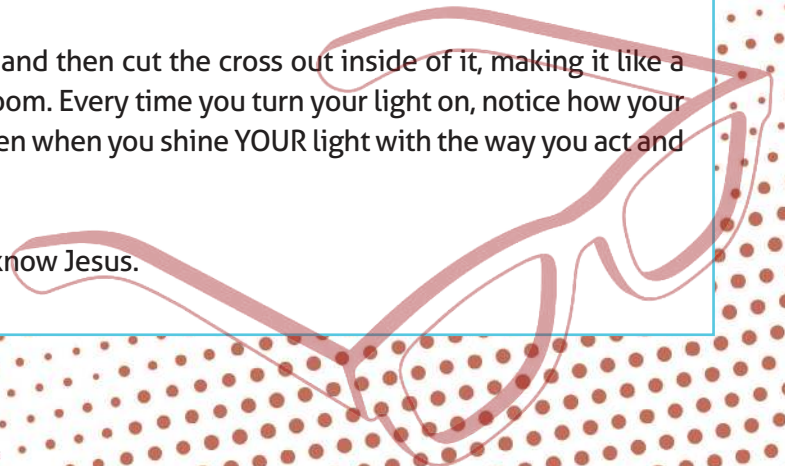 and then cut the cross out inside of it, making it like a
oom. Every time you turn your light on, notice how your
en when you shine YOUR light with the way you act and
know Jesus.